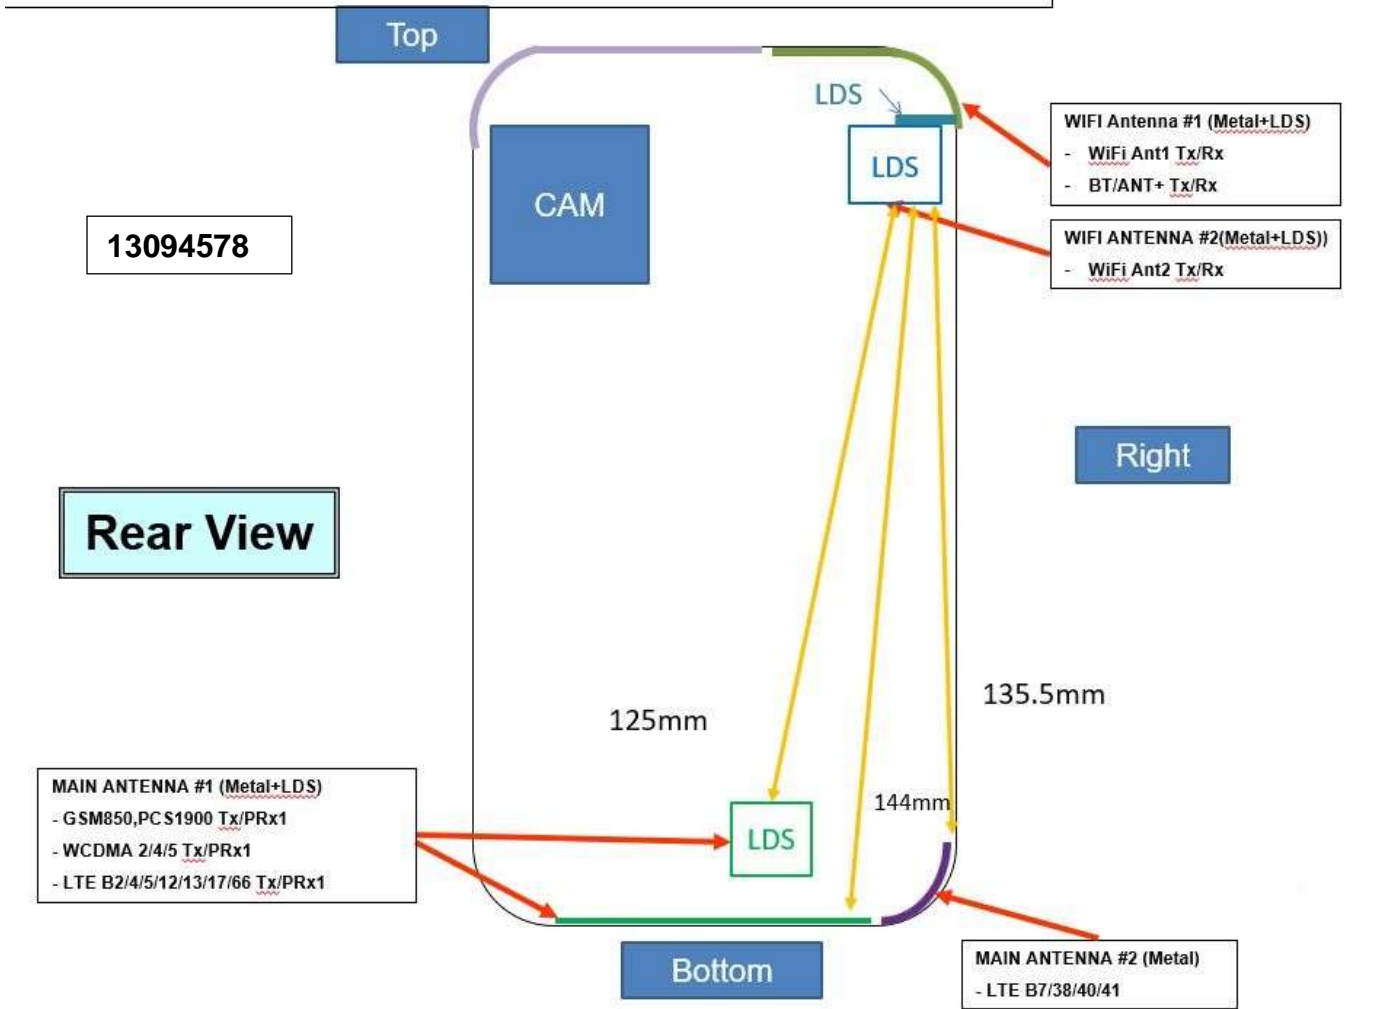 Top
LDS
WIFI Antenna #1 (Metal+LDS)
- WiFi Ant1 Tx/Rx
- BT/ANT+ Tx/Rx
LDS
CAM
WIFI ANTENNA #2(Metal+LDS))
- WiFi Ant2 Tx/Rx
13094578
Right
Rear View
135.5mm
125mm
MAIN ANTENNA #1 (Metal+LDS)
- GSM850,PCS1900 Tx/PRx1
- WCDMA 2/4/5 Tx/PRx1
- LTE B2/4/5/12/13/17/66 Tx/PRx1
144mm
LDS
Bottom
MAIN ANTENNA #2 (Metal)
- LTE B7/38/40/41